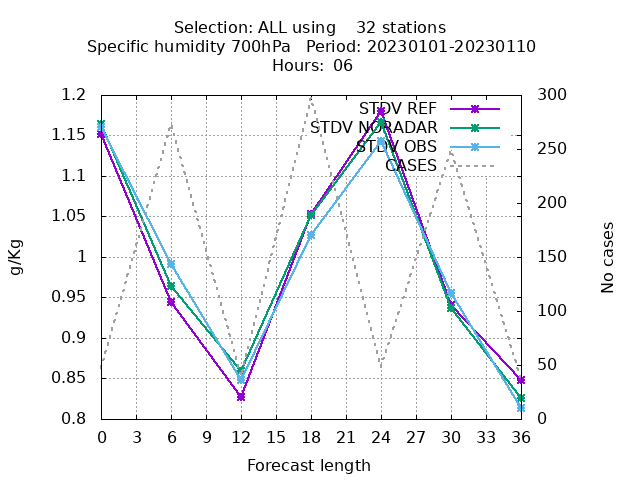 Selection: ALL using    32 stations
Specific humidity 700hPa   Period: 20230101-20230110
Hours:  06
STDV REF
STDV NORADAR
STDV OBS
CASES
g/Kg
1.2
1.15
1.1
1.05
1
0.95
0.9
0.85
0.8
300
250
200
150
100
50
0
No cases
0 3 6 9 12 15 18 21 24 27 30 33 36
Forecast length